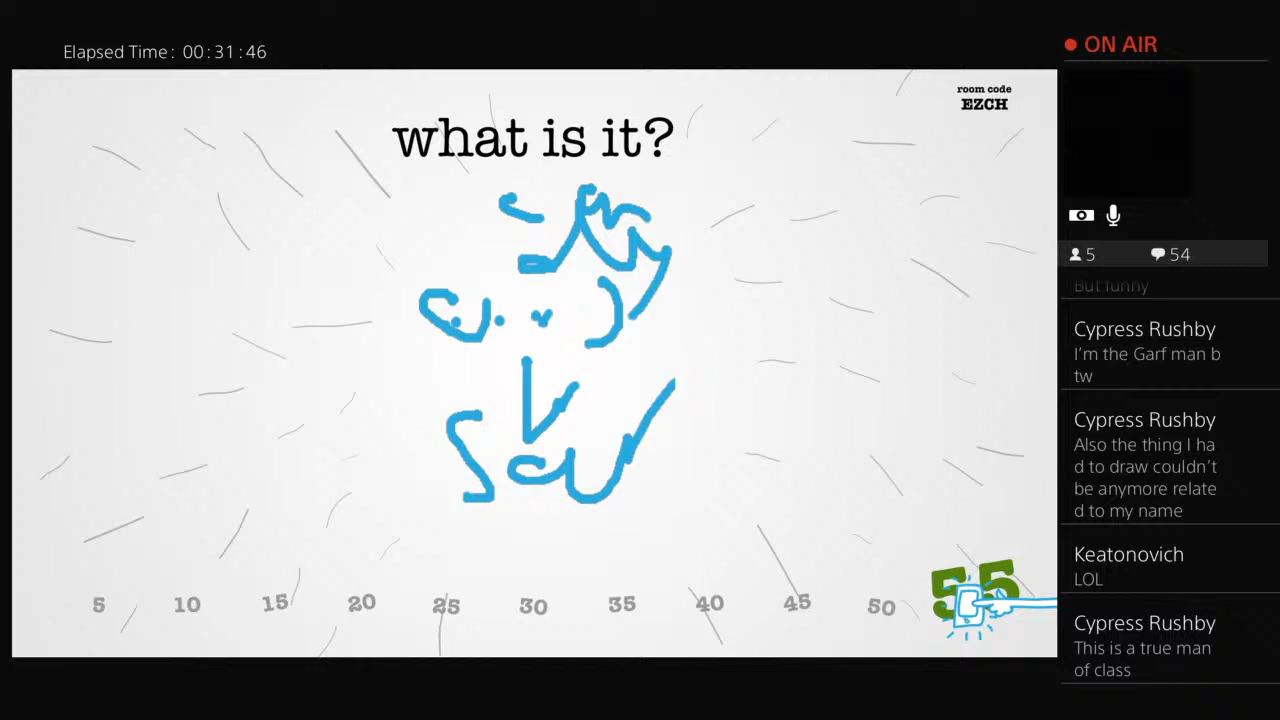 Elapsed Time: 00:31:46
ON AIR
room code
EZCH
what is it?
5 54
But funny
Cypress Rushby
I'm the Garf man b
tw
Cypress Rushby
Also the thing I ha
d to draw couldn't
be anymore relate
d to my name
Keatonovich
LOL
Cypress Rushby
This is a true man
of class
5 10 15 20 25 30 35 40 45 50 55